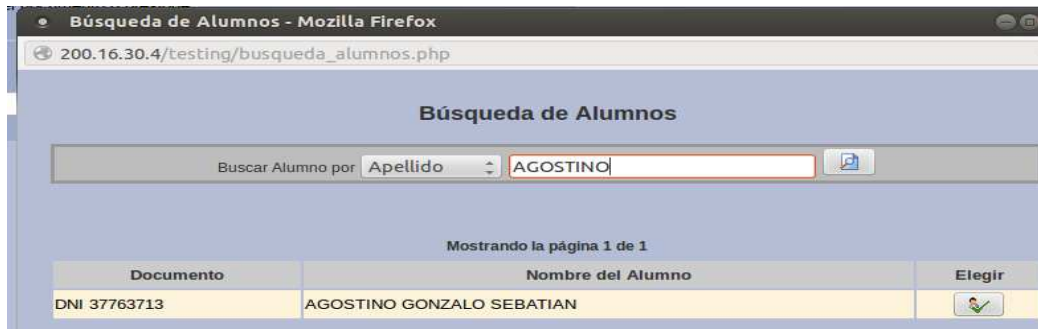 Búsqueda de Alumnos - Mozilla Firefox
200.16.30.4/testing/busqueda_alumnos.php
Búsqueda de Alumnos
Buscar Alumno por Apellido AGOSTINO
Mostrando la página 1 de 1
Documento Nombre del Alumno Elegir
DNI 37763713 AGOSTINO GONZALO SEBATIAN